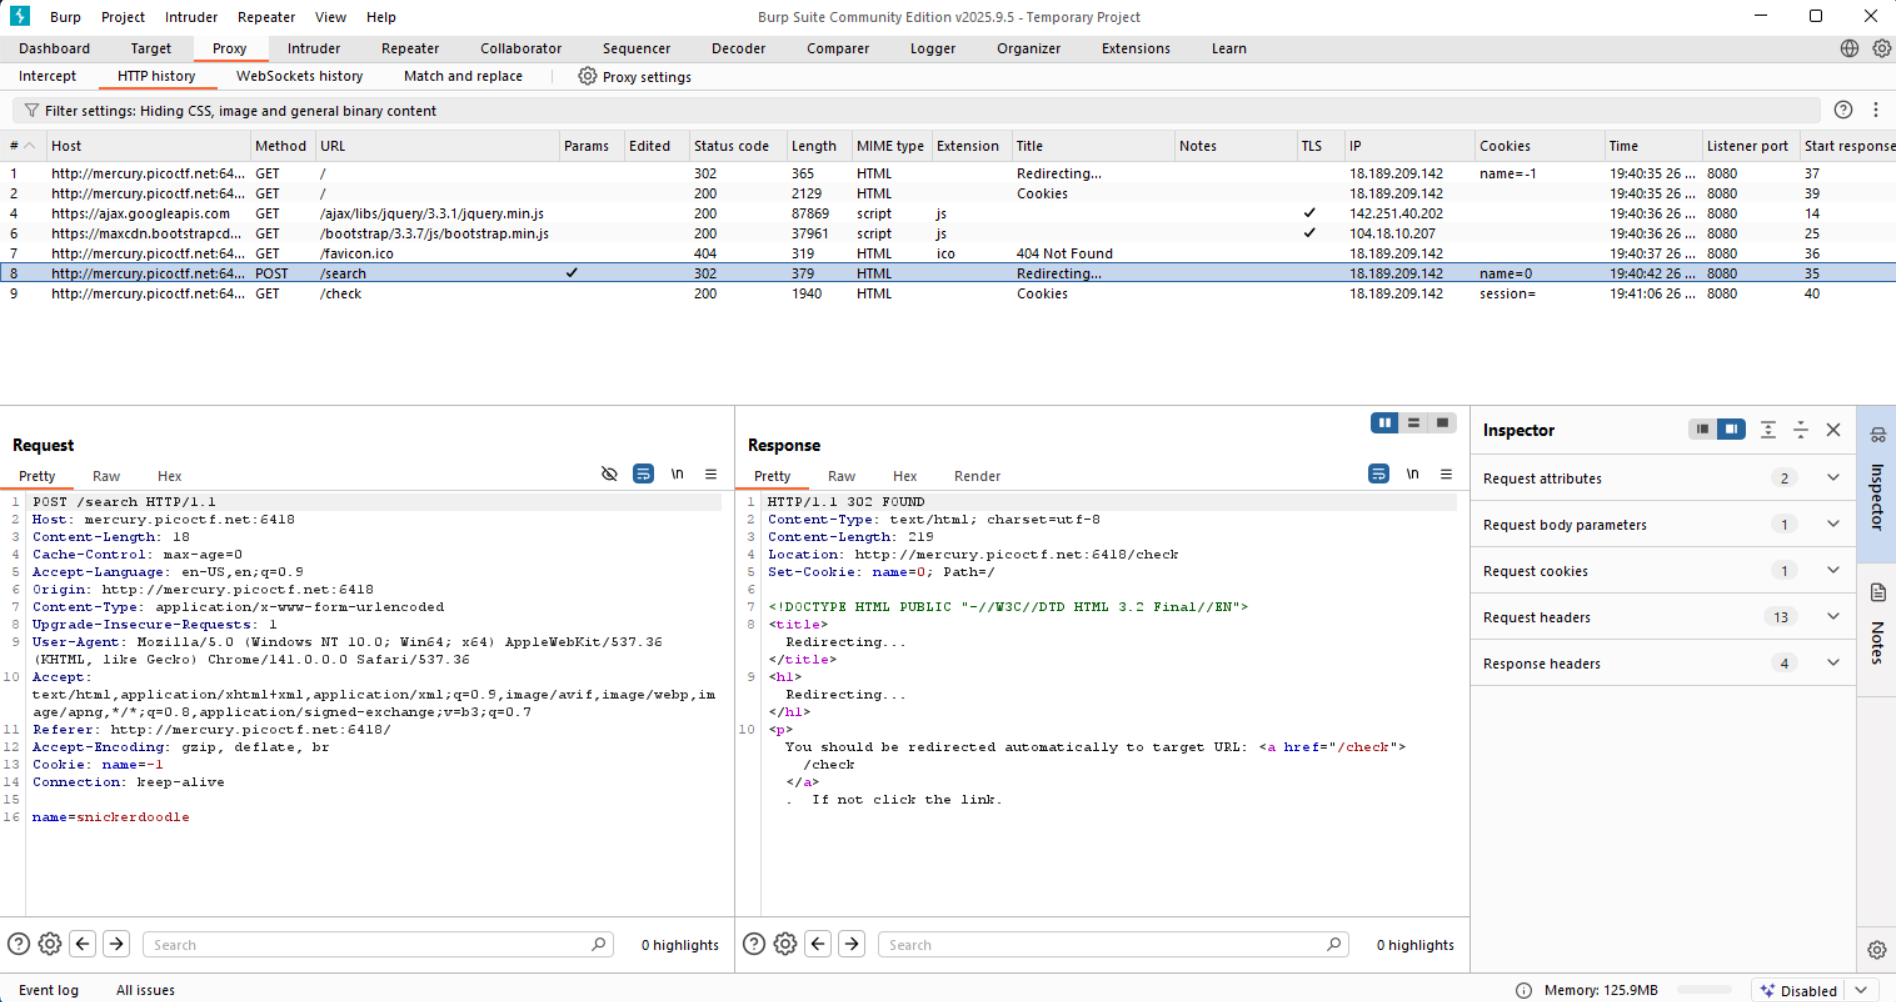 Burp Project Intruder Repeater View Help Burp Suite Community Edition v2025.9.5 - Temporary Project
Dashboard Target Proxy Intruder Repeater Collaborator Sequencer Decoder Comparer Logger Organizer Extensions Learn
Intercept HTTP history WebSockets history Match and replace Proxy settings
Filter settings: Hiding CSS, image and general binary content
# Host Method URL Params Edited Status code Length MIME type Extension Title Notes TLS IP Cookies Time Listener port Start response
1 http://mercury.picoctf.net:64... GET / 302 365 HTML Redirecting... 18.189.209.142 name=-1 19:40:35 26 ... 8080 37
2 http://mercury.picoctf.net:64... GET / 200 2129 HTML Cookies 18.189.209.142 19:40:35 26 ... 8080 39
4 https://ajax.googleapis.com GET /ajax/libs/jquery/3.3.1/jquery.min.js 200 87869 script js ✓ 142.251.40.202 19:40:36 26 ... 8080 14
6 https://maxcdn.bootstrapcd... GET /bootstrap/3.3.7/js/bootstrap.min.js 200 37961 script js ✓ 104.18.10.207 19:40:36 26 ... 8080 25
7 http://mercury.picoctf.net:64... GET /favicon.ico 404 319 HTML ico 404 Not Found 18.189.209.142 19:40:37 26 ... 8080 36
8 http://mercury.picoctf.net:64... POST /search ✓ 302 379 HTML Redirecting... 18.189.209.142 name=0 19:40:42 26 ... 8080 35
9 http://mercury.picoctf.net:64... GET /check 200 1940 HTML Cookies 18.189.209.142 session= 19:41:06 26 ... 8080 40
Request
Pretty Raw Hex \n
1 POST /search HTTP/1.1
2 Host: mercury.picoctf.net:6418
3 Content-Length: 18
4 Cache-Control: max-age=0
5 Accept-Language: en-US,en;q=0.9
6 Origin: http://mercury.picoctf.net:6418
7 Content-Type: application/x-www-form-urlencoded
8 Upgrade-Insecure-Requests: 1
9 User-Agent: Mozilla/5.0 (Windows NT 10.0; Win64; x64) AppleWebKit/537.36
(KHTML, like Gecko) Chrome/141.0.0.0 Safari/537.36
10 Accept:
text/html,application/xhtml+xml,application/xml;q=0.9,image/avif,image/webp,im
age/apng,*/*;q=0.8,application/signed-exchange;v=b3;q=0.7
11 Referer: http://mercury.picoctf.net:6418/
12 Accept-Encoding: gzip, deflate, br
13 Cookie: name=-1
14 Connection: keep-alive
15
16 name=snickerdoodle
Search 0 highlights
Response
Pretty Raw Hex Render \n
1 HTTP/1.1 302 FOUND
2 Content-Type: text/html; charset=utf-8
3 Content-Length: 219
4 Location: http://mercury.picoctf.net:6418/check
5 Set-Cookie: name=0; Path=/
6
7 <!DOCTYPE HTML PUBLIC "-//W3C//DTD HTML 3.2 Final//EN">
8 <title>
Redirecting...
</title>
9 <h1>
Redirecting...
</h1>
10 <p>
You should be redirected automatically to target URL: <a href="/check">
/check
</a>
. If not click the link.
Search 0 highlights
Inspector
Request attributes 2
Request body parameters 1
Request cookies 1
Request headers 13
Response headers 4
Inspector
Notes
Event log All issues Memory: 125.9MB Disabled